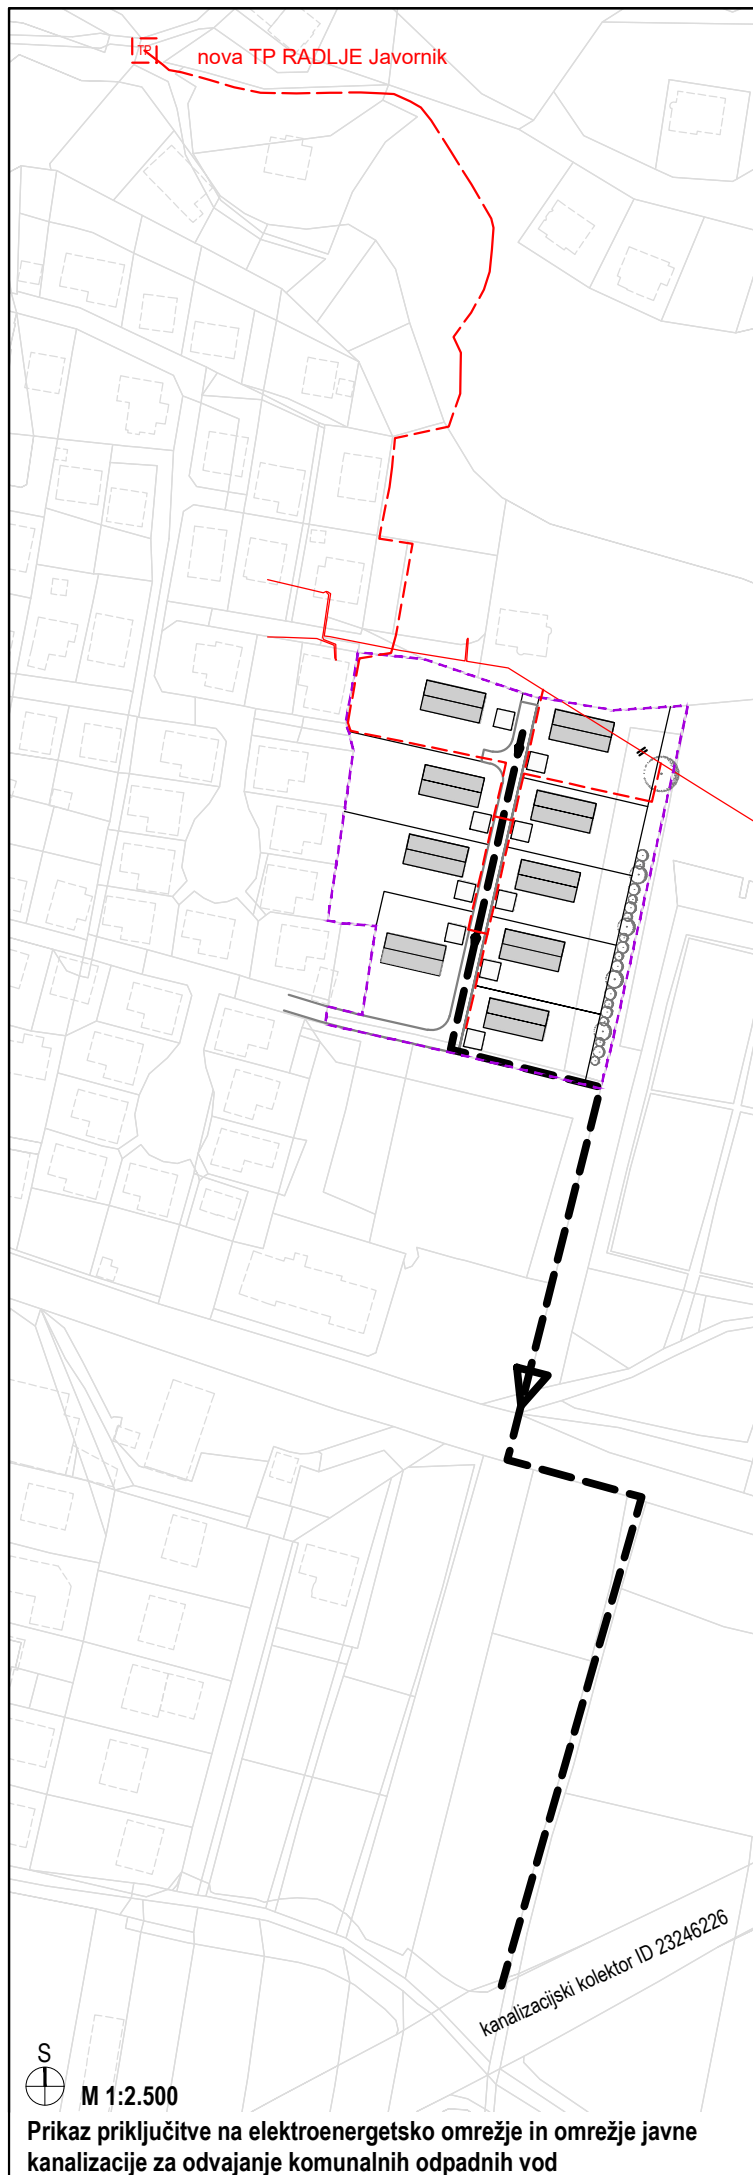 TP
nova TP RADLJE Javornik
kanalizacijski kolektor ID 23246226
S
M 1:2.500
Prikaz priključitve na elektroenergetsko omrežje in omrežje javne
kanalizacije za odvajanje komunalnih odpadnih vod